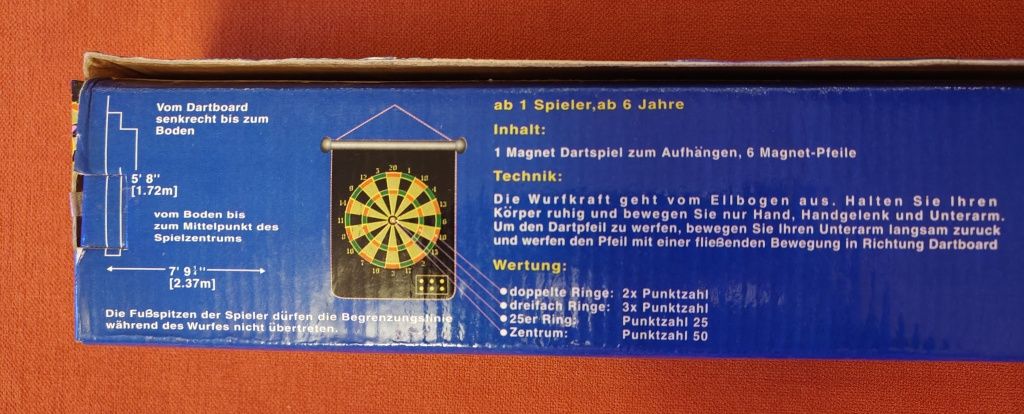 Vom Dartboard
senkrecht bis zum
Boden
5' 8"
[1.72m]
vom Boden bis
zum Mittelpunkt des
Spielzentrums
7' 9¼"
[2.37m]
Die Fußspitzen der Spieler dürfen die Begrenzungslinie
während des Wurfes nicht übertreten.
ab 1 Spieler,ab 6 Jahre
Inhalt:
1 Magnet Dartspiel zum Aufhängen, 6 Magnet-Pfeile
Technik:
Die Wurfkraft geht vom Ellbogen aus. Halten Sie Ihren
Körper ruhig und bewegen Sie nur Hand, Handgelenk und Unterarm.
Um den Dartpfeil zu werfen, bewegen Sie Ihren Unterarm langsam zuruck
und werfen den Pfeil mit einer fließenden Bewegung in Richtung Dartboard
Wertung:
doppelte Ringe: 2x Punktzahl
dreifach Ringe: 3x Punktzahl
25er Ring: Punktzahl 25
Zentrum: Punktzahl 50